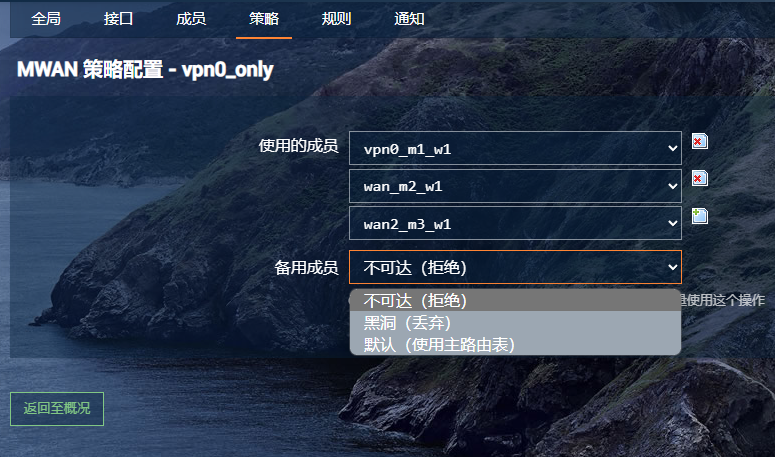 全局 接口 成员 策略 规则 通知
MWAN 策略配置 - vpn0_only
使用的成员 vpn0_m1_w1
wan_m2_w1
wan2_m3_w1
备用成员 不可达（拒绝）
不可达（拒绝）
使用这个操作
黑洞（丢弃）
默认（使用主路由表）
返回至概况